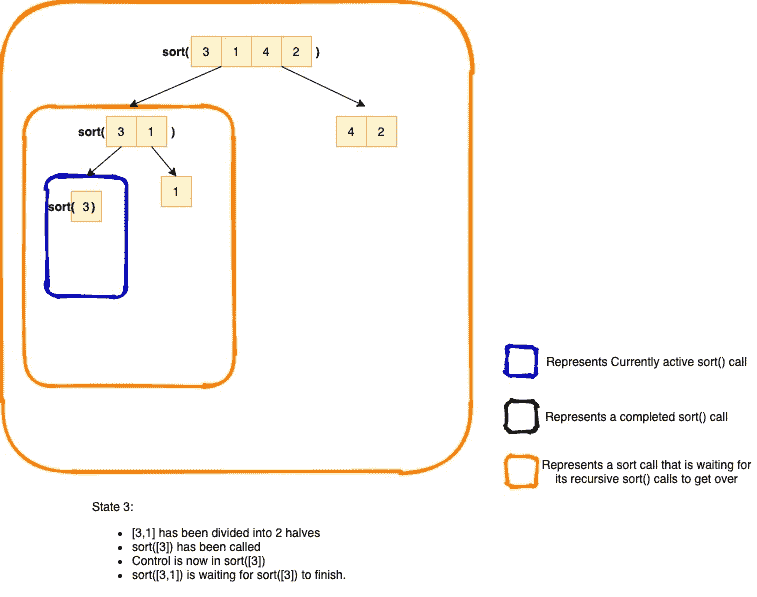 sort( 3 1 4 2 )
sort( 3 1 )
4 2
sort( 3 )
1
Represents Currently active sort() call
Represents a completed sort() call
Represents a sort call that is waiting for
its recursive sort() calls to get over
State 3:
• [3,1] has been divided into 2 halves
• sort([3]) has been called
• Control is now in sort([3])
• sort([3,1]) is waiting for sort([3]) to finish.